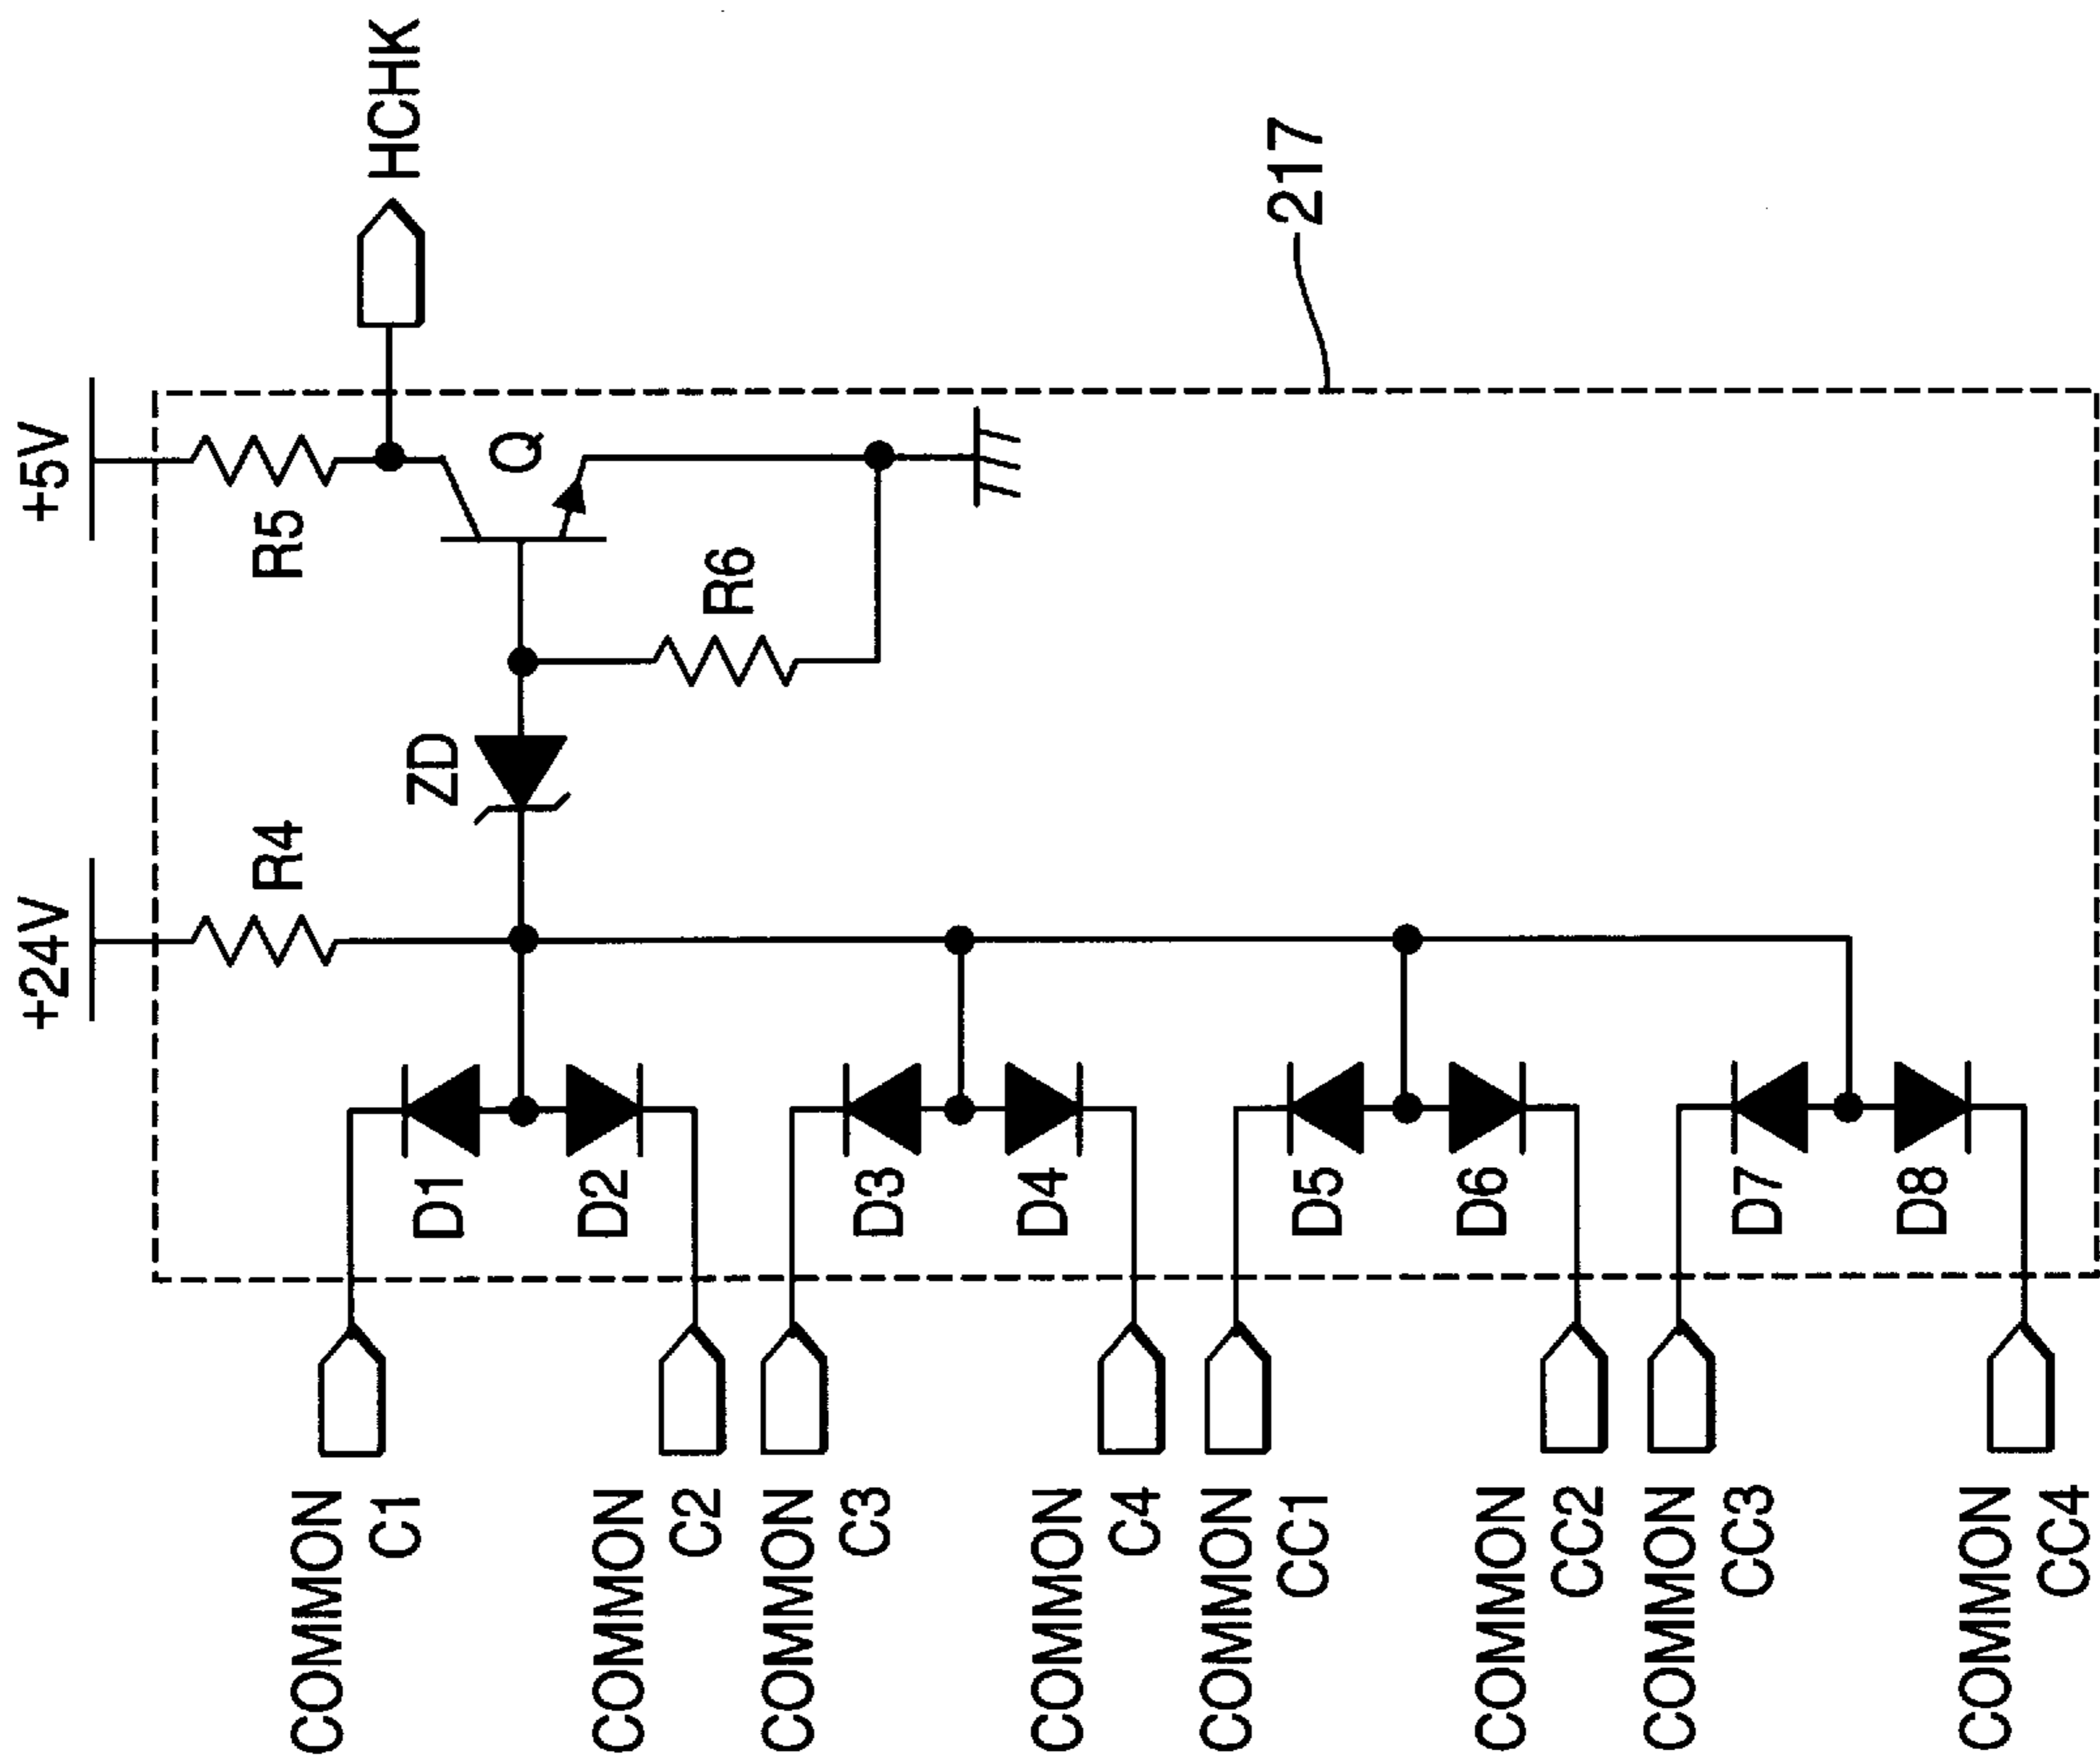 +24V
+5V
R4
R5
HCHK
ZD
Q
R6
217
D1
D2
D3
D4
D5
D6
D7
D8
COMMON
C1
COMMON
C2
COMMON
C3
COMMON
C4
COMMON
CC1
COMMON
CC2
COMMON
CC3
COMMON
CC4